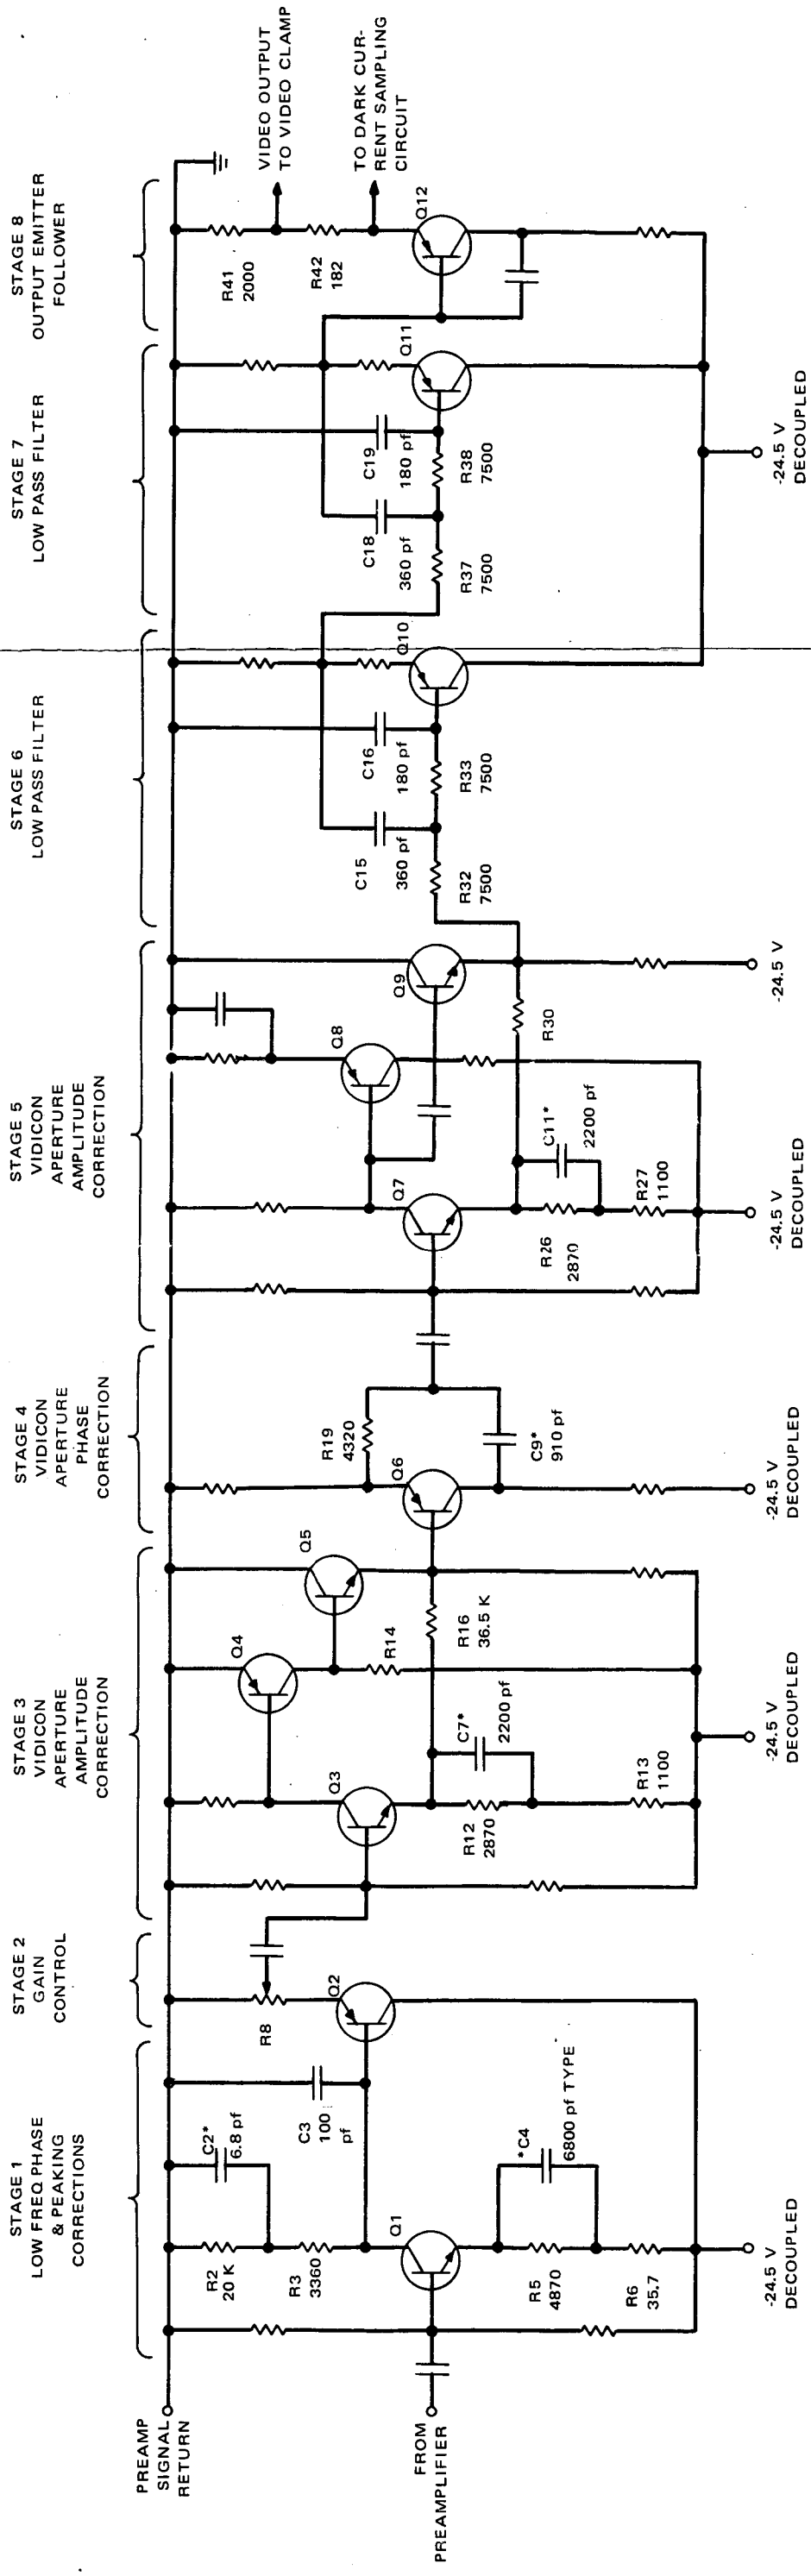 STAGE 1
LOW FREQ PHASE
& PEAKING
CORRECTIONS
STAGE 2
GAIN
CONTROL
STAGE 3
VIDICON
APERTURE
AMPLITUDE
CORRECTION
STAGE 4
VIDICON
APERTURE
PHASE
CORRECTION
STAGE 5
VIDICON
APERTURE
AMPLITUDE
CORRECTION
STAGE 6
LOW PASS FILTER
STAGE 7
LOW PASS FILTER
STAGE 8
OUTPUT EMITTER
FOLLOWER
PREAMP
SIGNAL
RETURN
FROM
PREAMPLIFIER
R2
20 K
C2*
6.8 pf
R3
3360
C3
100
pf
Q1
R5
4870
*C4
6800 pf TYPE
R6
35.7
-24.5 V
DECOUPLED
R8
Q2
Q3
R12
2870
C7*
2200 pf
R13
1100
Q4
R14
Q5
R16
36.5 K
-24.5 V
DECOUPLED
Q6
R19
4320
C9*
910 pf
-24.5 V
DECOUPLED
Q7
R26
2870
C11*
2200 pf
R27
1100
-24.5 V
DECOUPLED
Q8
Q9
R30
-24.5 V
R32
7500
C15
360 pf
R33
7500
C16
180 pf
Q10
R37
7500
C18
360 pf
R38
7500
C19
180 pf
Q11
-24.5 V
DECOUPLED
R41
2000
R42
182
Q12
VIDEO OUTPUT
TO VIDEO CLAMP
TO DARK CUR-
RENT SAMPLING
CIRCUIT